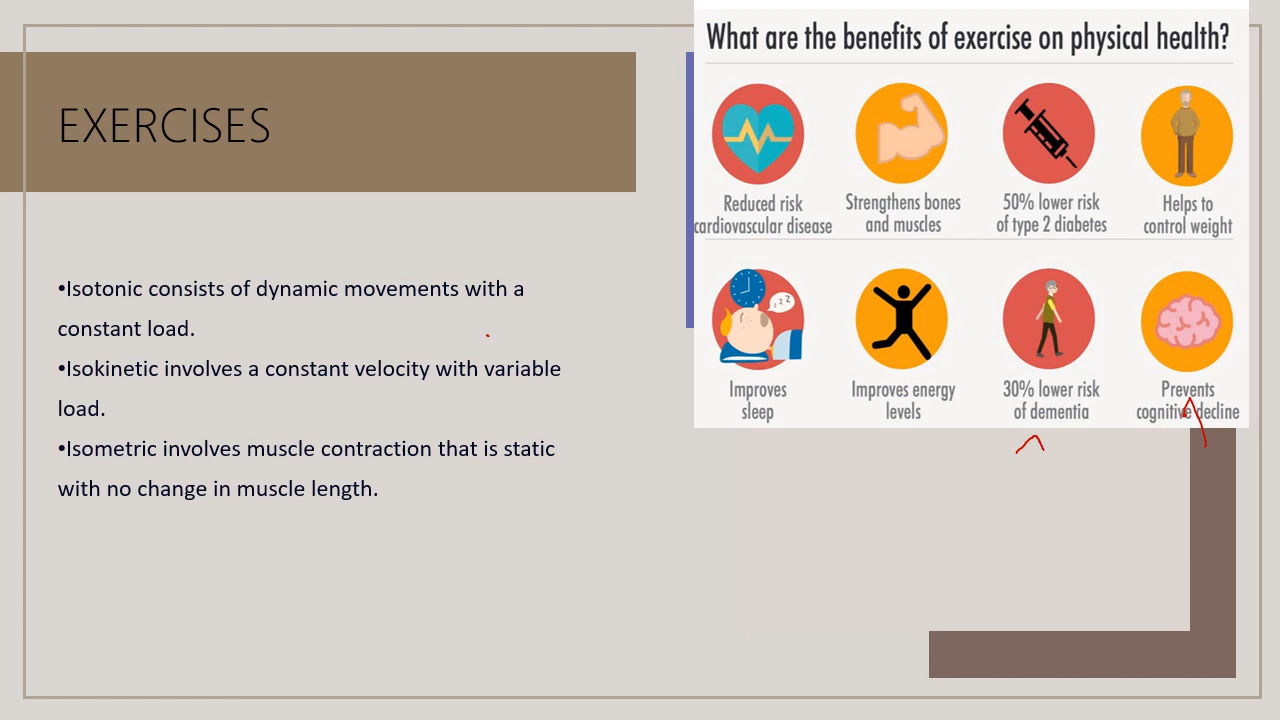 EXERCISES
•Isotonic consists of dynamic movements with a
constant load.
•Isokinetic involves a constant velocity with variable
load.
•Isometric involves muscle contraction that is static
with no change in muscle length.
What are the benefits of exercise on physical health?
Reduced risk
cardiovascular disease
Strengthens bones
and muscles
50% lower risk
of type 2 diabetes
Helps to
control weight
z z z
Improves
sleep
Improves energy
levels
30% lower risk
of dementia
Prevents
cognitive decline